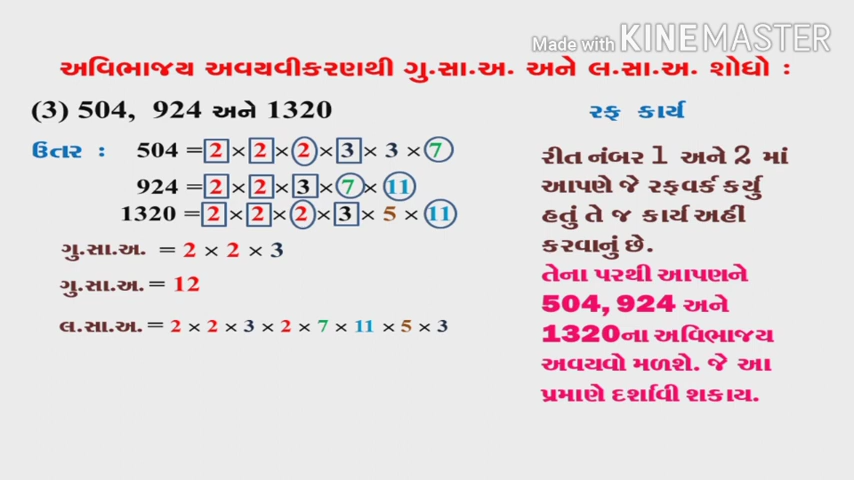 Made with KINEMASTER
અવિભાજ્ય અવયવીકરણથી ગુ.સા.અ. અને લ.સા.અ. શોધો :
(3) 504, 924 અને 1320
રફ કાર્ય
ઉતર : 504 = 2 × 2 × 2 × 3 × 3 × 7
924 = 2 × 2 × 3 × 7 × 11
1320 = 2 × 2 × 2 × 3 × 5 × 11
ગુ.સા.અ. = 2 × 2 × 3
ગુ.સા.અ. = 12
લ.સા.અ. = 2 × 2 × 3 × 2 × 7 × 11 × 5 × 3
રીત નંબર 1 અને 2 માં
આપણે જે રફવર્ક કર્યુ
હતું તે જ કાર્ય અહીં
કરવાનું છે.
તેના પરથી આપણને
504, 924 અને
1320ના અવિભાજ્ય
અવયવો મળશે. જે આ
પ્રમાણે દર્શાવી શકાય.